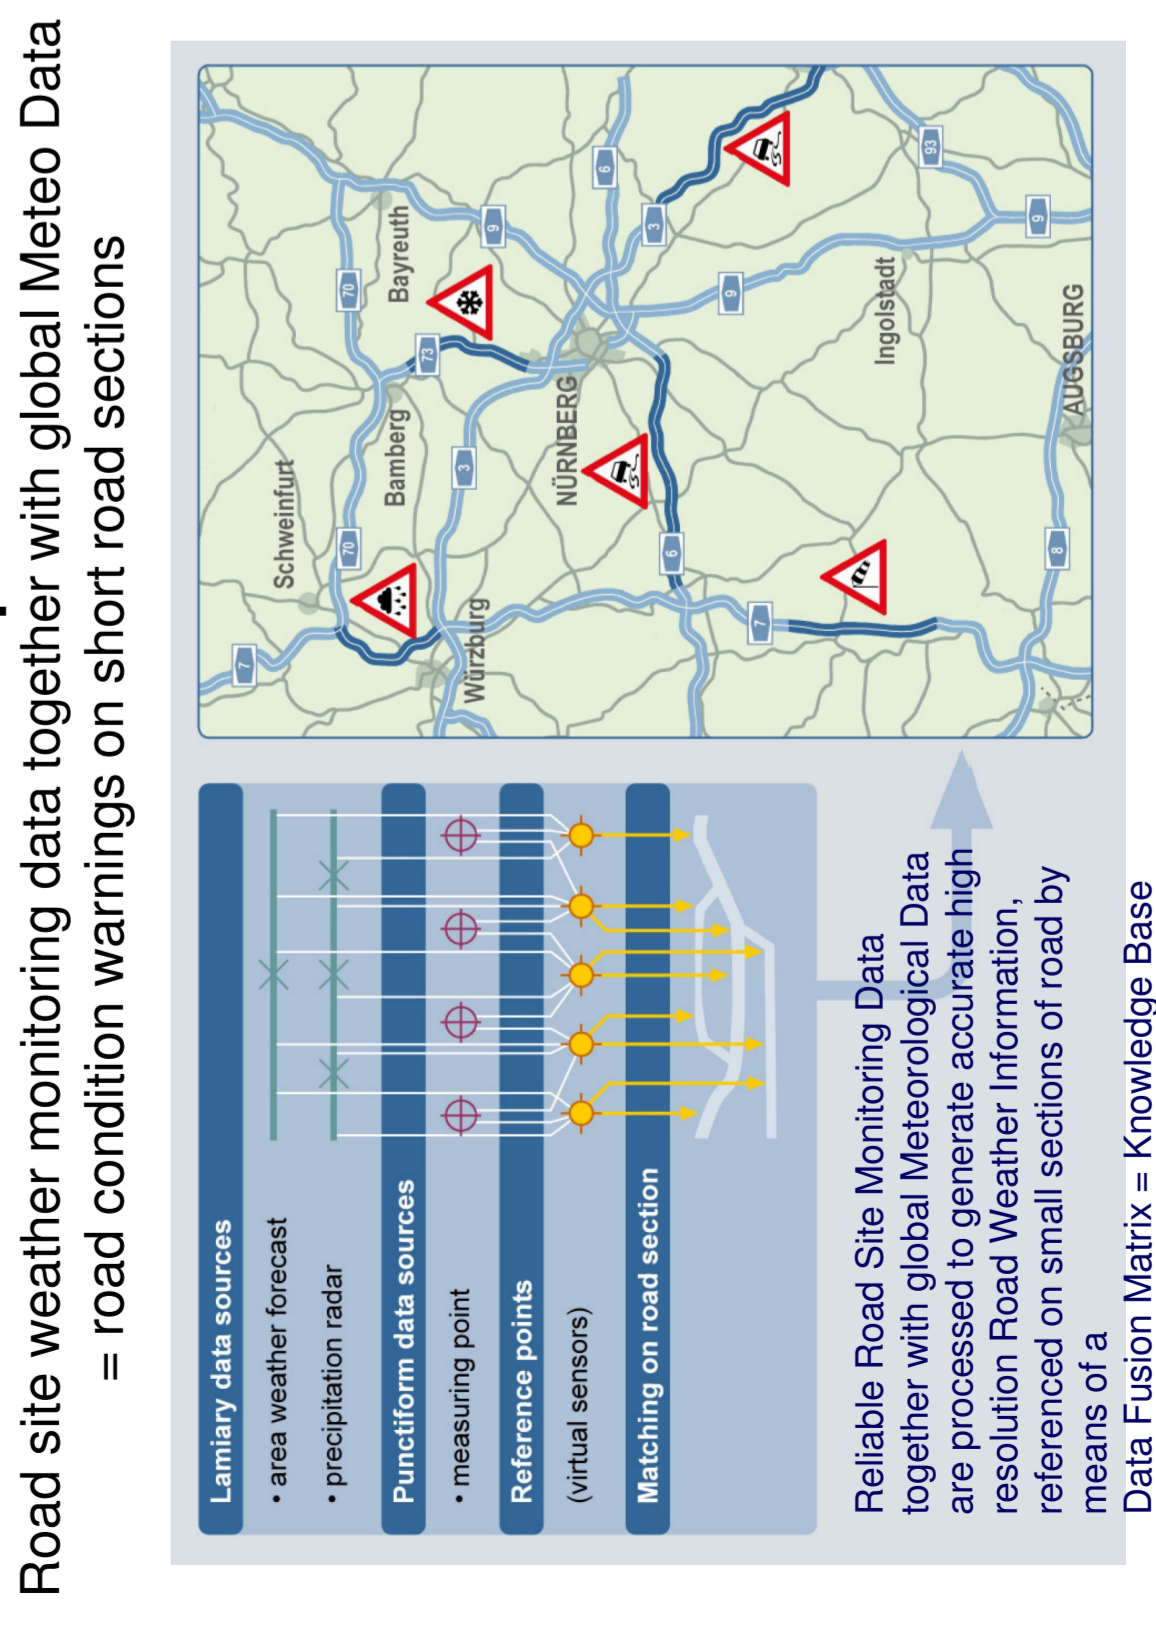 Road site weather monitoring data together with global Meteo Data
= road condition warnings on short road sections
Lamiary data sources
• area weather forecast
• precipitation radar
Punctiform data sources
• measuring point
Reference points
(virtual sensors)
Matching on road section
Reliable Road Site Monitoring Data
together with global Meteorological Data
are processed to generate accurate high
resolution Road Weather Information,
referenced on small sections of road by
means of a
Data Fusion Matrix = Knowledge Base
7
Schweinfurt
70
70
Bamberg
Bayreuth
73
9
Würzburg
3
NÜRNBERG
6
3
6
9
7
Ingolstadt
93
9
8
AUGSBURG